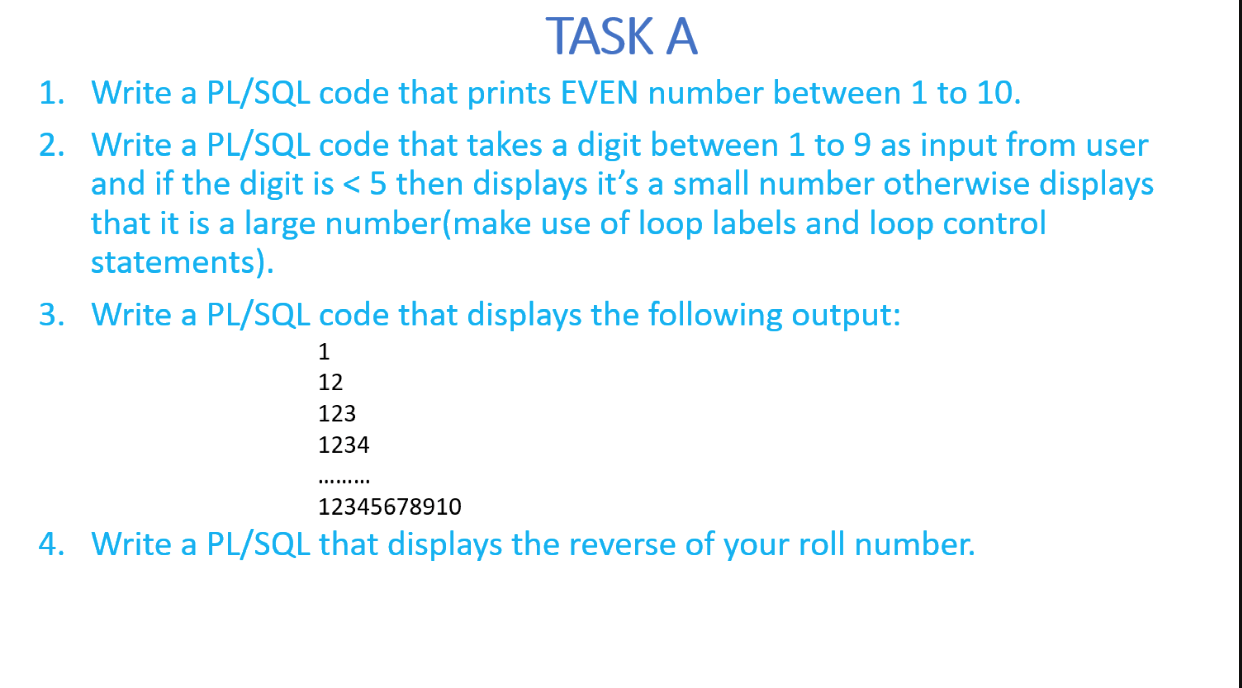 TASK A
1. Write a PL/SQL code that prints EVEN number between 1 to 10.
2. Write a PL/SQL code that takes a digit between 1 to 9 as input from user
and if the digit is < 5 then displays it’s a small number otherwise displays
that it is a large number(make use of loop labels and loop control
statements).
3. Write a PL/SQL code that displays the following output:
1
12
123
1234
.........
12345678910
4. Write a PL/SQL that displays the reverse of your roll number.